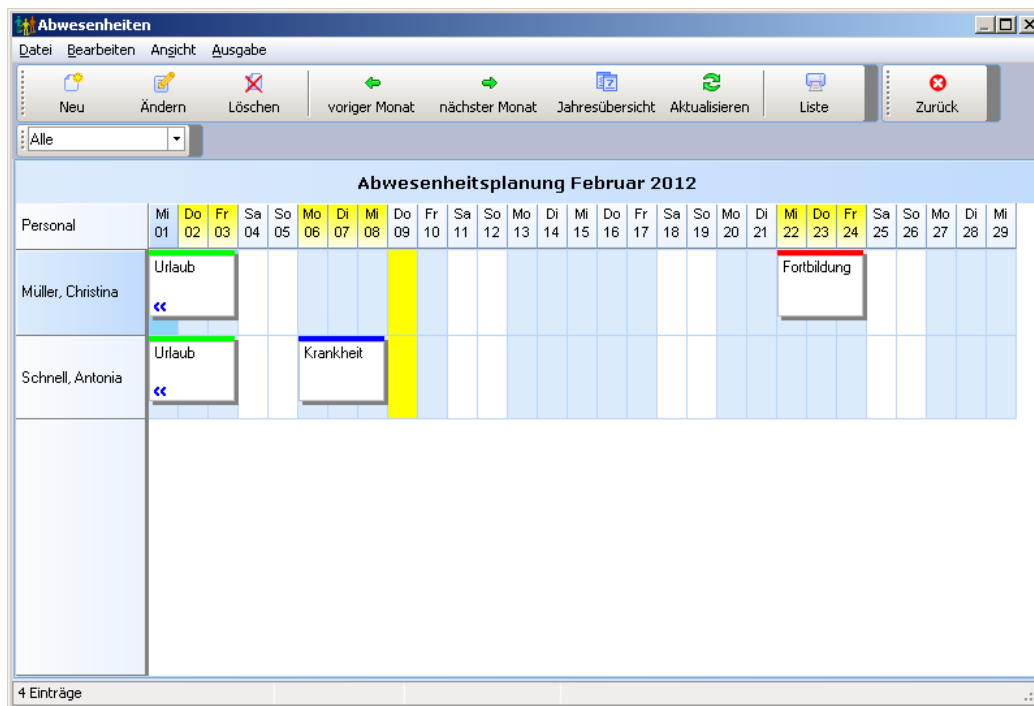 Abwesenheiten
Datei Bearbeiten Ansicht Ausgabe
Neu Ändern Löschen voriger Monat nächster Monat Jahresübersicht Aktualisieren Liste Zurück
Alle
Abwesenheitsplanung Februar 2012
Personal
Mi Do Fr Sa So Mo Di Mi Do Fr Sa So Mo Di Mi Do Fr Sa So Mo Di Mi Do Fr Sa So Mo Di Mi
01 02 03 04 05 06 07 08 09 10 11 12 13 14 15 16 17 18 19 20 21 22 23 24 25 26 27 28 29
Urlaub Fortbildung
Müller, Christina
«
Urlaub Krankheit
Schnell, Antonia
«
4 Einträge